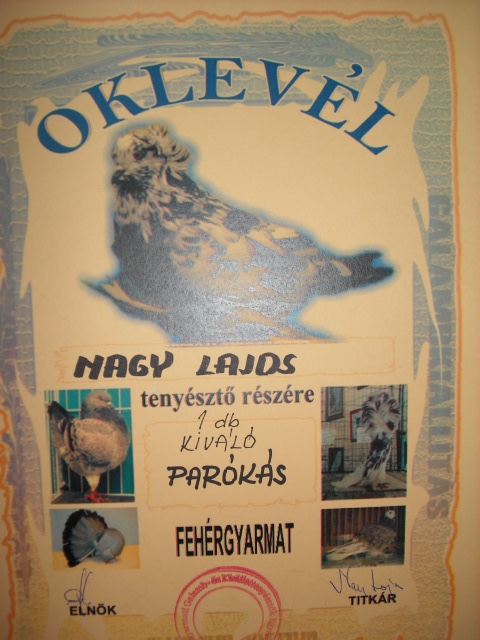 OKLEVÉL
NAGY LAJOS
tenyésztő részére
1 db
KIVÁLÓ
PARÓKÁS
FEHÉRGYARMAT
ELNÖK
TITKÁR